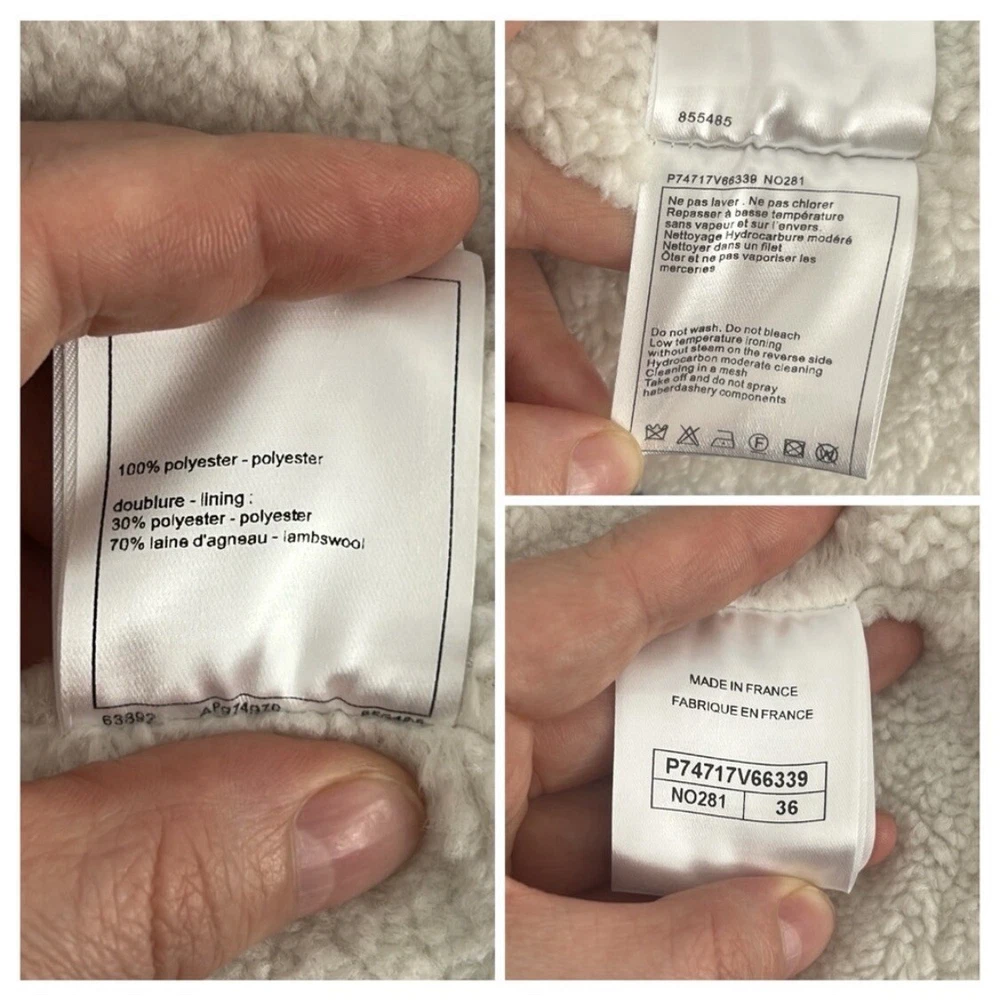 100% polyester - polyester
doublure - lining :
30% polyester - polyester
70% laine d'agneau - lambswool
63892
855485
P74717V66339 NO281
Ne pas laver . Ne pas chlorer
Repasser à basse température
sans vapeur et sur l'envers.
Nettoyage Hydrocarbure modéré
Nettoyer dans un filet
Ôter et ne pas vaporiser les
merceries
Do not wash. Do not bleach
Low temperature ironing
without steam on the reverse side
Hydrocarbon moderate cleaning
Cleaning in a mesh
Take off and do not spray
haberdashery components
F
W
MADE IN FRANCE
FABRIQUE EN FRANCE
P74717V66339
NO281 36